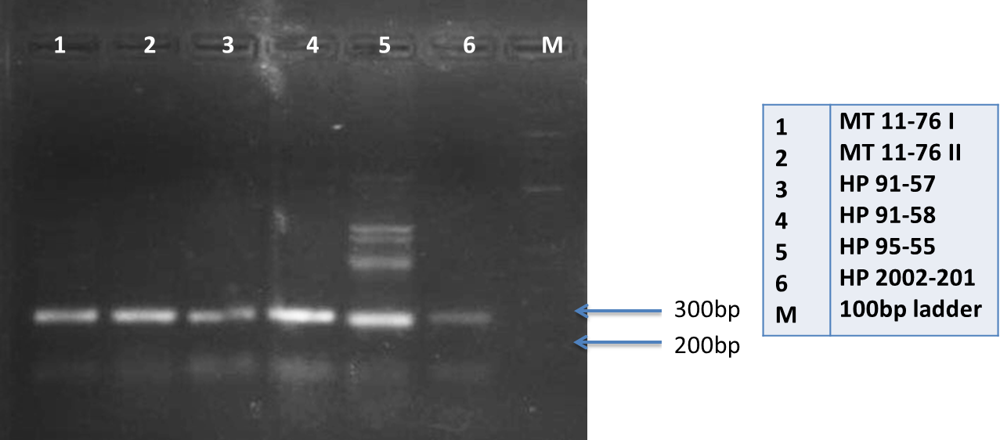 1 2 3 4 5 6 M
1 MT 11-76 I
2 MT 11-76 II
3 HP 91-57
4 HP 91-58
5 HP 95-55
6 HP 2002-201
M 100bp ladder
300bp
200bp